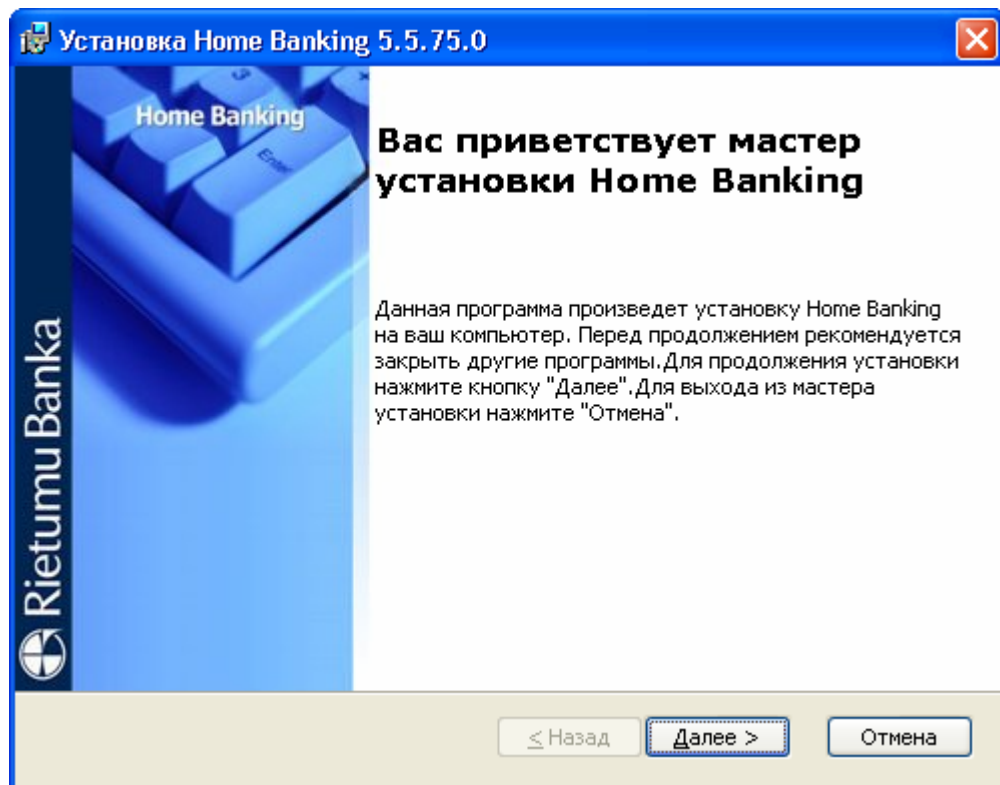 Установка Home Banking 5.5.75.0
Home Banking
Enter
3
Вас приветствует мастер
установки Home Banking
Данная программа произведет установку Home Banking
на ваш компьютер. Перед продолжением рекомендуется
закрыть другие программы.Для продолжения установки
нажмите кнопку "Далее".Для выхода из мастера
установки нажмите "Отмена".
Rietumu Banka
< Назад
Далее >
Отмена